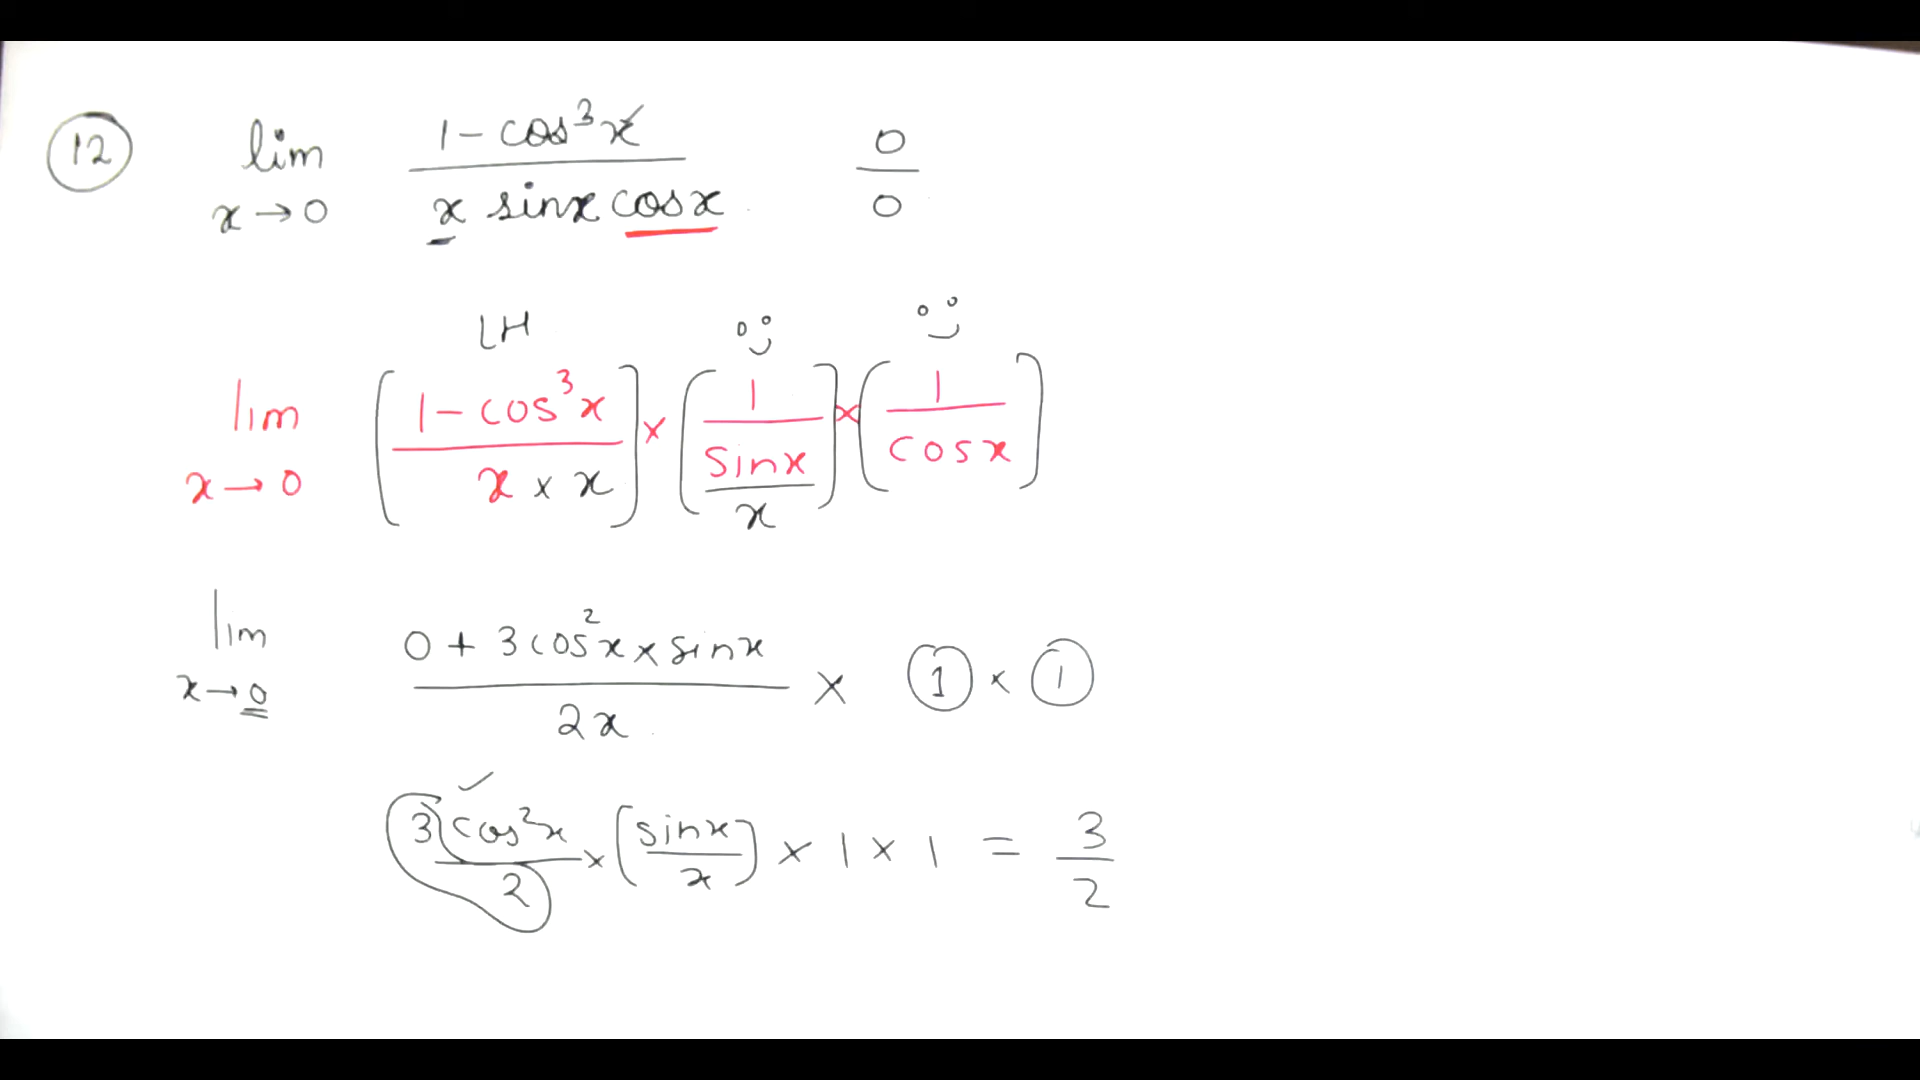 (12) lim x→0 (1 - cos³x) / (x sinx cosx)    0/0
LH
lim x→0 [(1 - cos³x) / (x × x)] × [1 / (sinx/x)] × [1 / cosx]
lim x→0 (0 + 3cos²x × sinx) / 2x × 1 × 1
3cos²x / 2 × (sinx / x) × 1 × 1 = 3/2